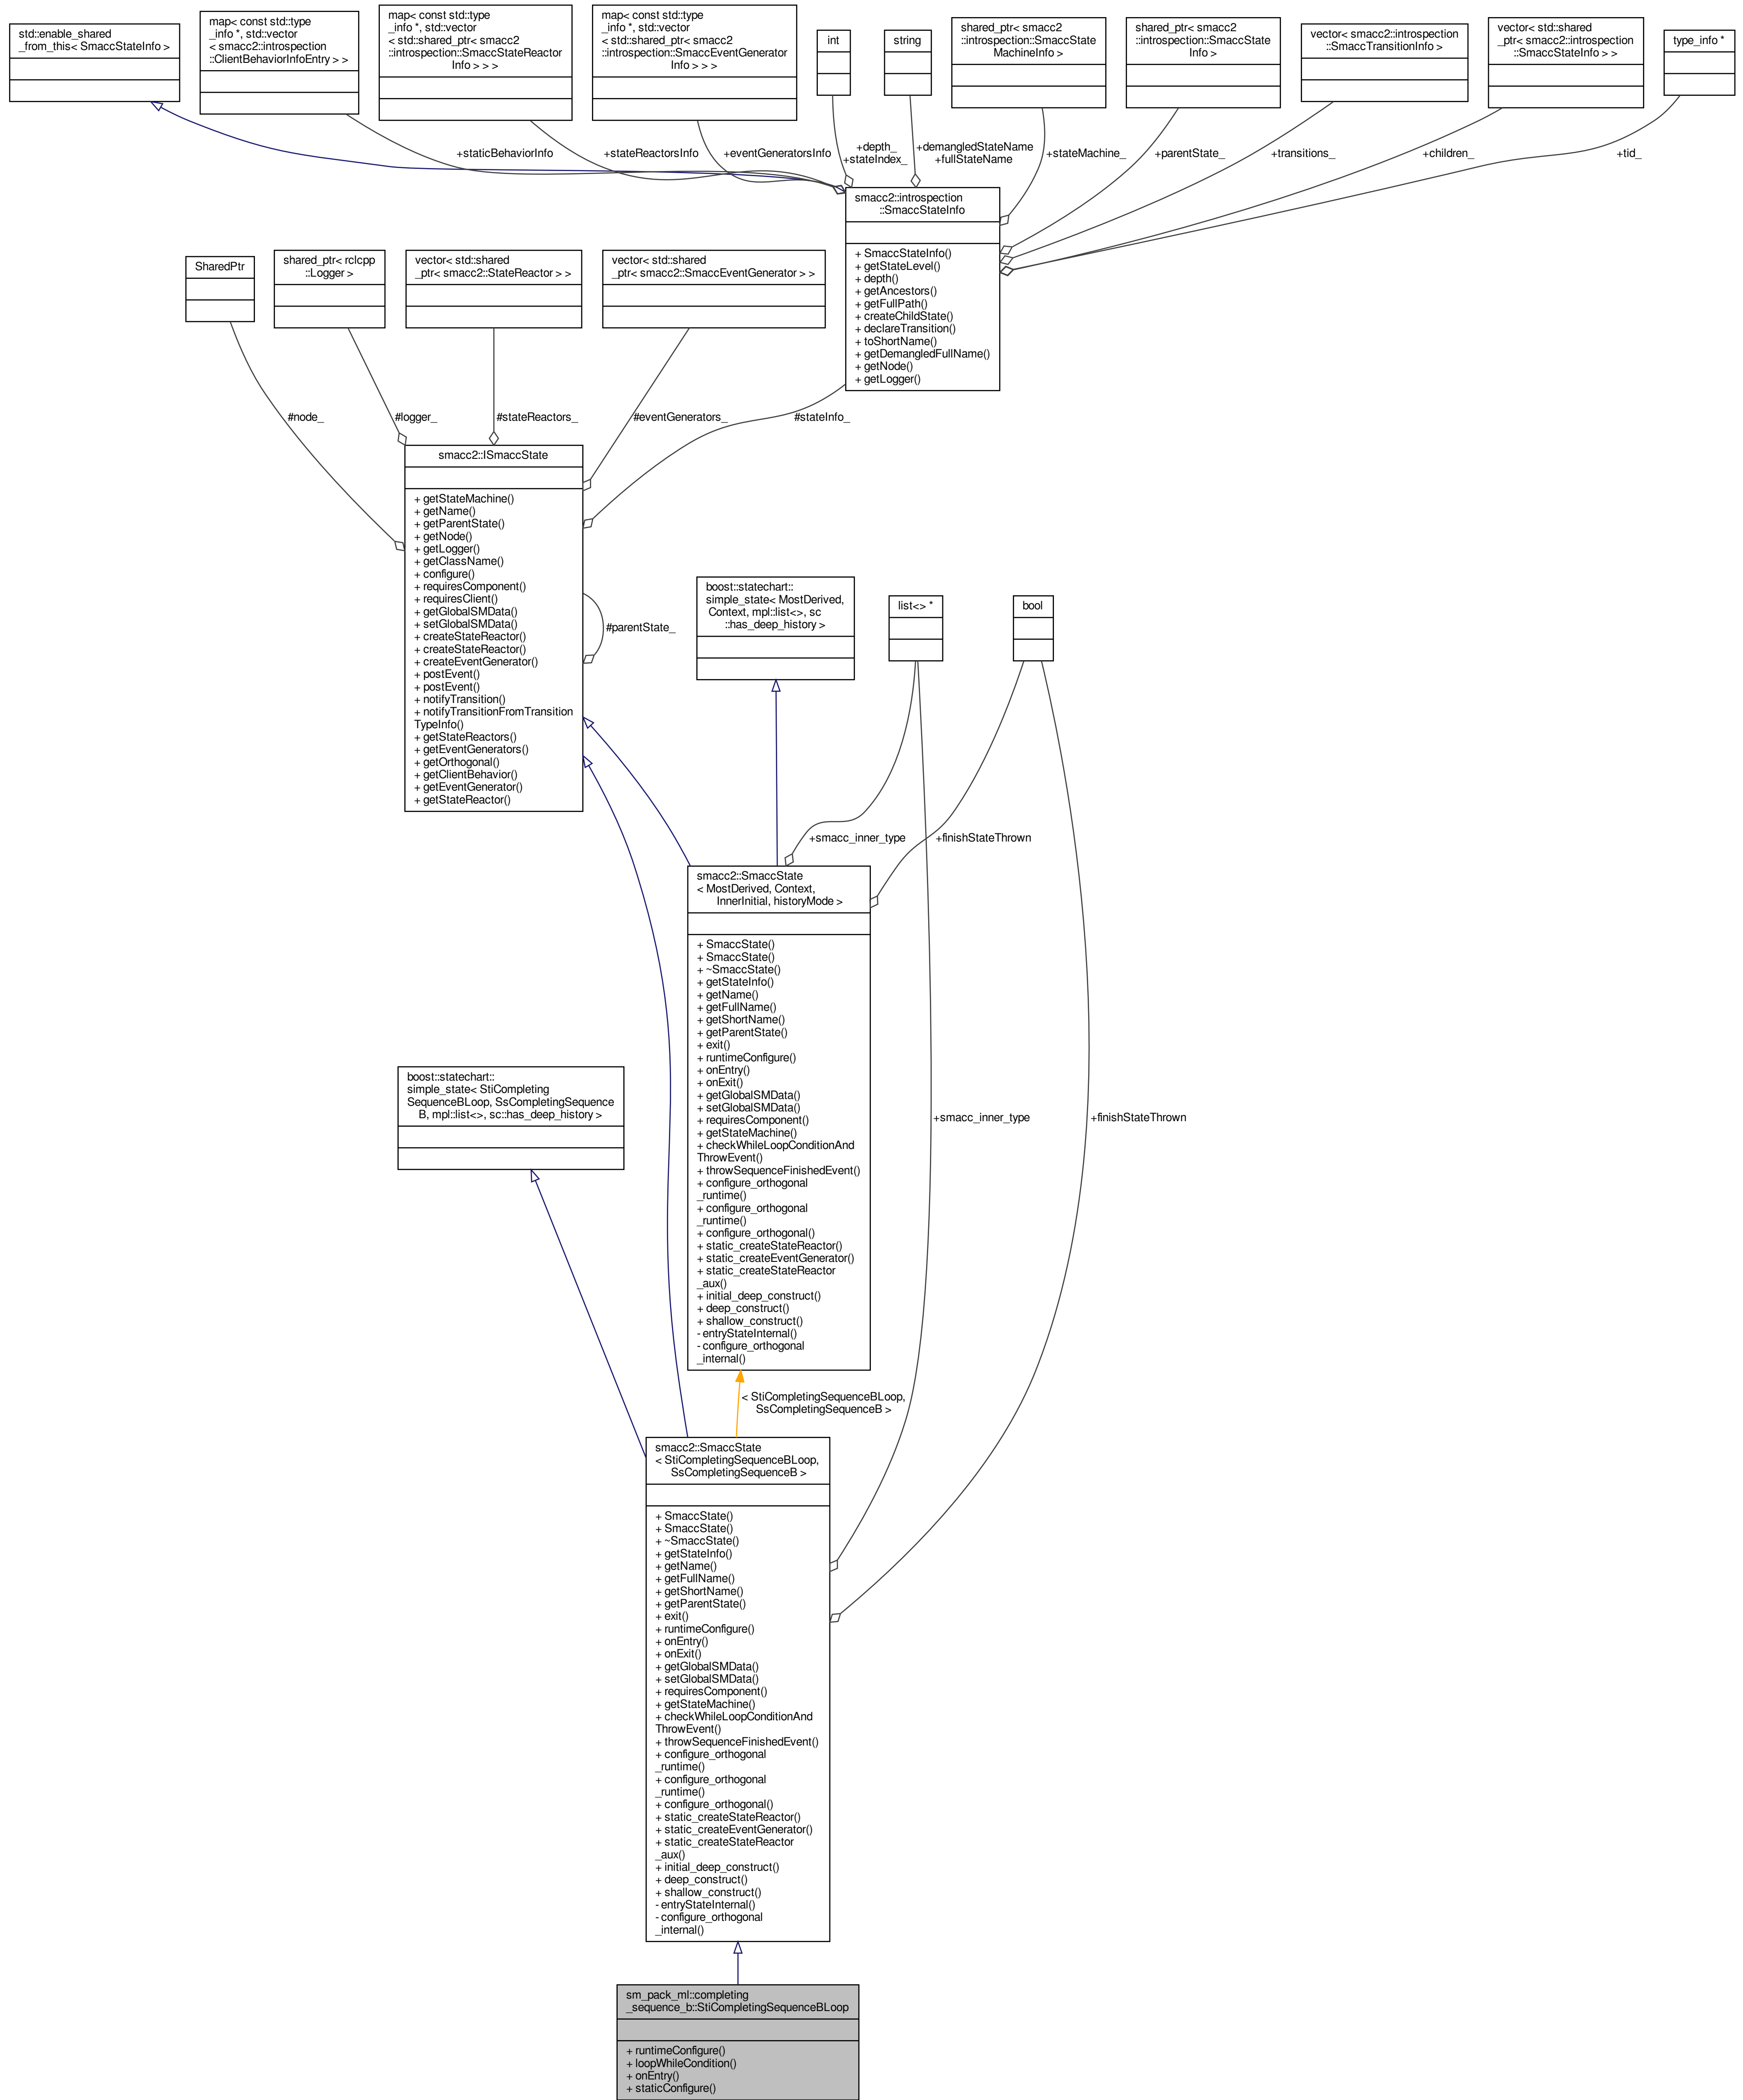 std::enable_shared
_from_this< SmaccStateInfo >
map< const std::type
_info *, std::vector
< smacc2::introspection
::ClientBehaviorInfoEntry > >
map< const std::type
_info *, std::vector
< std::shared_ptr< smacc2
::introspection::SmaccStateReactor
Info > > >
map< const std::type
_info *, std::vector
< std::shared_ptr< smacc2
::introspection::SmaccEventGenerator
Info > > >
int
string
shared_ptr< smacc2
::introspection::SmaccState
MachineInfo >
shared_ptr< smacc2
::introspection::SmaccState
Info >
vector< smacc2::introspection
::SmaccTransitionInfo >
vector< std::shared
_ptr< smacc2::introspection
::SmaccStateInfo > >
type_info *
+staticBehaviorInfo
+stateReactorsInfo
+eventGeneratorsInfo
+depth_
+stateIndex_
+demangledStateName
+fullStateName
+stateMachine_
+parentState_
+transitions_
+children_
+tid_
smacc2::introspection
::SmaccStateInfo
+ SmaccStateInfo()
+ getStateLevel()
+ depth()
+ getAncestors()
+ getFullPath()
+ createChildState()
+ declareTransition()
+ toShortName()
+ getDemangledFullName()
+ getNode()
+ getLogger()
SharedPtr
shared_ptr< rclcpp
::Logger >
vector< std::shared
_ptr< smacc2::StateReactor > >
vector< std::shared
_ptr< smacc2::SmaccEventGenerator > >
#node_
#logger_
#stateReactors_
#eventGenerators_
#stateInfo_
smacc2::ISmaccState
+ getStateMachine()
+ getName()
+ getParentState()
+ getNode()
+ getLogger()
+ getClassName()
+ configure()
+ requiresComponent()
+ requiresClient()
+ getGlobalSMData()
+ setGlobalSMData()
+ createStateReactor()
+ createStateReactor()
+ createEventGenerator()
+ postEvent()
+ postEvent()
+ notifyTransition()
+ notifyTransitionFromTransition
TypeInfo()
+ getStateReactors()
+ getEventGenerators()
+ getOrthogonal()
+ getClientBehavior()
+ getEventGenerator()
+ getStateReactor()
#parentState_
boost::statechart::
simple_state< MostDerived,
Context, mpl::list<>, sc
::has_deep_history >
list<> *
bool
+smacc_inner_type
+finishStateThrown
smacc2::SmaccState
< MostDerived, Context,
InnerInitial, historyMode >
+ SmaccState()
+ SmaccState()
+ ~SmaccState()
+ getStateInfo()
+ getName()
+ getFullName()
+ getShortName()
+ getParentState()
+ exit()
+ runtimeConfigure()
+ onEntry()
+ onExit()
+ getGlobalSMData()
+ setGlobalSMData()
+ requiresComponent()
+ getStateMachine()
+ checkWhileLoopConditionAnd
ThrowEvent()
+ throwSequenceFinishedEvent()
+ configure_orthogonal
_runtime()
+ configure_orthogonal
_runtime()
+ configure_orthogonal()
+ static_createStateReactor()
+ static_createEventGenerator()
+ static_createStateReactor
_aux()
+ initial_deep_construct()
+ deep_construct()
+ shallow_construct()
- entryStateInternal()
- configure_orthogonal
_internal()
boost::statechart::
simple_state< StiCompleting
SequenceBLoop, SsCompletingSequence
B, mpl::list<>, sc::has_deep_history >
+smacc_inner_type
+finishStateThrown
< StiCompletingSequenceBLoop,
SsCompletingSequenceB >
smacc2::SmaccState
< StiCompletingSequenceBLoop,
SsCompletingSequenceB >
+ SmaccState()
+ SmaccState()
+ ~SmaccState()
+ getStateInfo()
+ getName()
+ getFullName()
+ getShortName()
+ getParentState()
+ exit()
+ runtimeConfigure()
+ onEntry()
+ onExit()
+ getGlobalSMData()
+ setGlobalSMData()
+ requiresComponent()
+ getStateMachine()
+ checkWhileLoopConditionAnd
ThrowEvent()
+ throwSequenceFinishedEvent()
+ configure_orthogonal
_runtime()
+ configure_orthogonal
_runtime()
+ configure_orthogonal()
+ static_createStateReactor()
+ static_createEventGenerator()
+ static_createStateReactor
_aux()
+ initial_deep_construct()
+ deep_construct()
+ shallow_construct()
- entryStateInternal()
- configure_orthogonal
_internal()
sm_pack_ml::completing
_sequence_b::StiCompletingSequenceBLoop
+ runtimeConfigure()
+ loopWhileCondition()
+ onEntry()
+ staticConfigure()